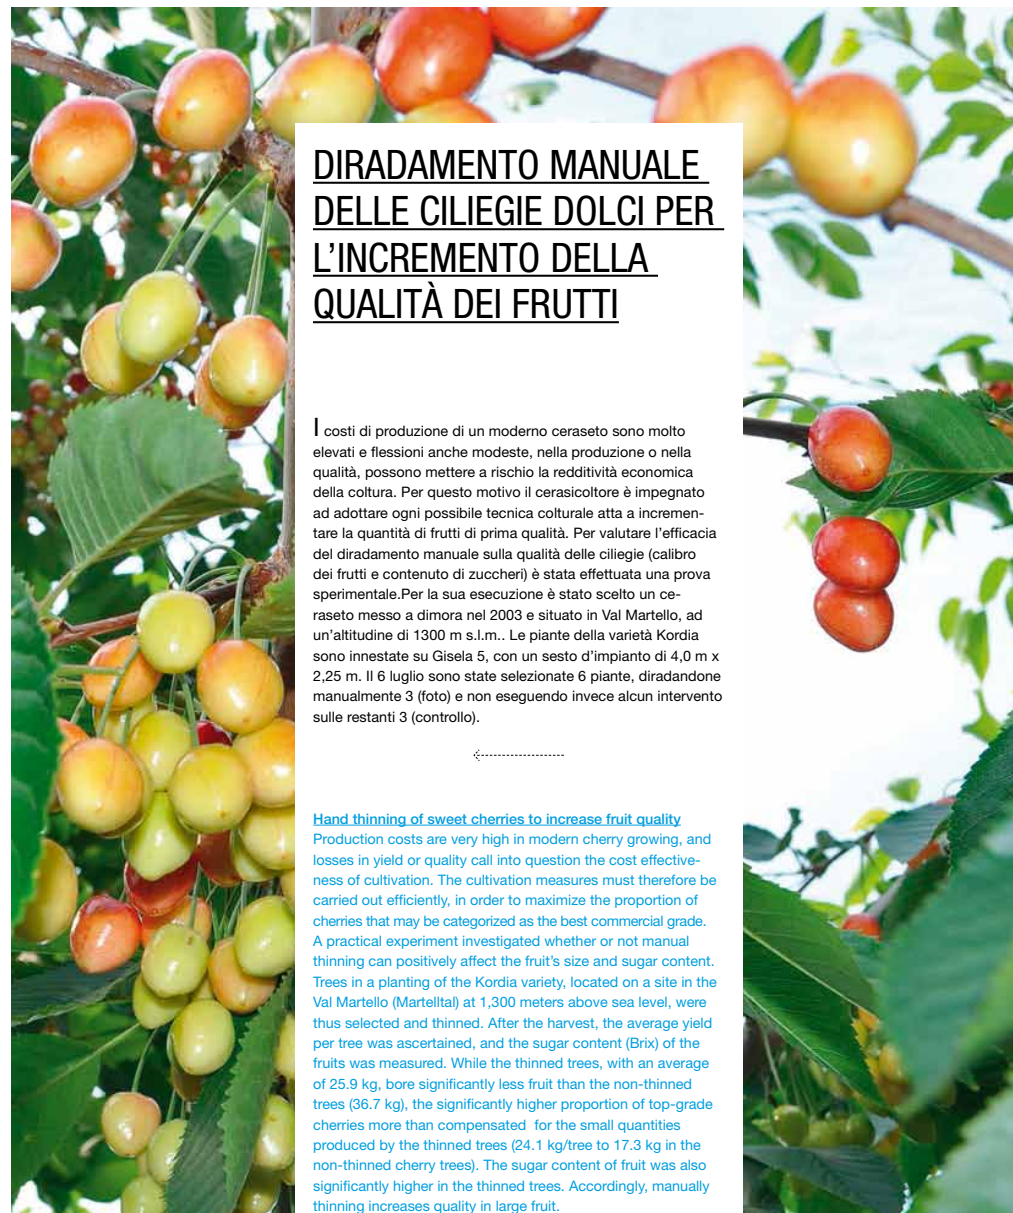 DIRADAMENTO MANUALE
DELLE CILIEGIE DOLCI PER
L’INCREMENTO DELLA
QUALITÀ DEI FRUTTI
I costi di produzione di un moderno ceraseto sono molto
elevati e flessioni anche modeste, nella produzione o nella
qualità, possono mettere a rischio la redditività economica
della coltura. Per questo motivo il cerasicoltore è impegnato
ad adottare ogni possibile tecnica colturale atta a incremen-
tare la quantità di frutti di prima qualità. Per valutare l’efficacia
del diradamento manuale sulla qualità delle ciliegie (calibro
dei frutti e contenuto di zuccheri) è stata effettuata una prova
sperimentale.Per la sua esecuzione è stato scelto un ce-
raseto messo a dimora nel 2003 e situato in Val Martello, ad
un’altitudine di 1300 m s.l.m.. Le piante della varietà Kordia
sono innestate su Gisela 5, con un sesto d’impianto di 4,0 m x
2,25 m. Il 6 luglio sono state selezionate 6 piante, diradandone
manualmente 3 (foto) e non eseguendo invece alcun intervento
sulle restanti 3 (controllo).
Hand thinning of sweet cherries to increase fruit quality
Production costs are very high in modern cherry growing, and
losses in yield or quality call into question the cost effective-
ness of cultivation. The cultivation measures must therefore be
carried out efficiently, in order to maximize the proportion of
cherries that may be categorized as the best commercial grade.
A practical experiment investigated whether or not manual
thinning can positively affect the fruit’s size and sugar content.
Trees in a planting of the Kordia variety, located on a site in the
Val Martello (Martelltal) at 1,300 meters above sea level, were
thus selected and thinned. After the harvest, the average yield
per tree was ascertained, and the sugar content (Brix) of the
fruits was measured. While the thinned trees, with an average
of 25.9 kg, bore significantly less fruit than the non-thinned
trees (36.7 kg), the significantly higher proportion of top-grade
cherries more than compensated  for the small quantities
produced by the thinned trees (24.1 kg/tree to 17.3 kg in the
non-thinned cherry trees). The sugar content of fruit was also
significantly higher in the thinned trees. Accordingly, manually
thinning increases quality in large fruit.